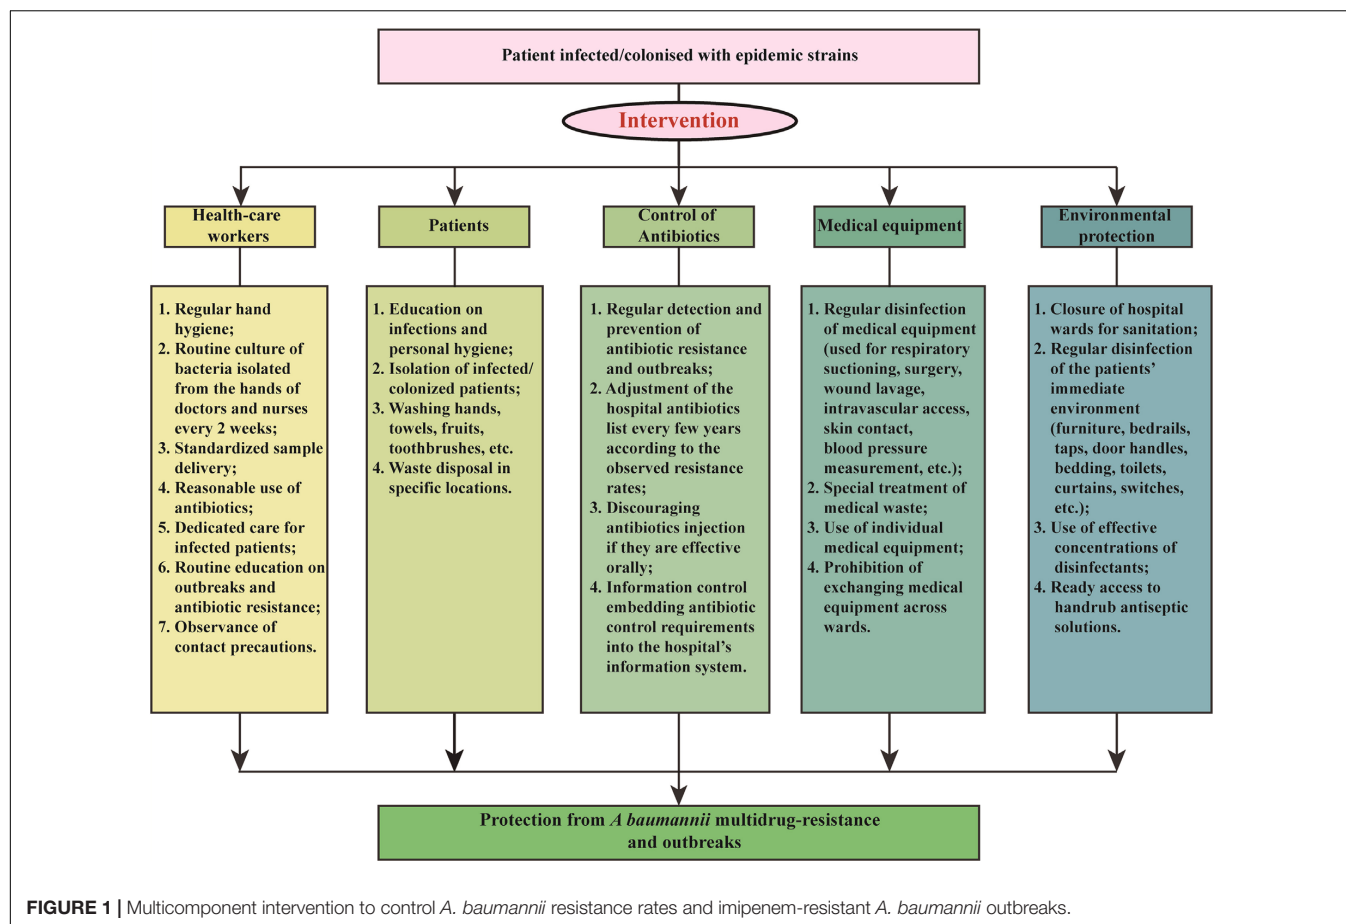 Patient infected/colonised with epidemic strains
Intervention
Health-care
workers
1. Regular hand
hygiene;
2. Routine culture of
bacteria isolated
from the hands of
doctors and nurses
every 2 weeks;
3. Standardized sample
delivery;
4. Reasonable use of
antibiotics;
5. Dedicated care for
infected patients;
6. Routine education on
outbreaks and
antibiotic resistance;
7. Observance of
contact precautions.
Patients
1. Education on
infections and
personal hygiene;
2. Isolation of infected/
colonized patients;
3. Washing hands,
towels, fruits,
toothbrushes, etc.
4. Waste disposal in
specific locations.
Control of
Antibiotics
1. Regular detection and
prevention of
antibiotic resistance
and outbreaks;
2. Adjustment of the
hospital antibiotics
list every few years
according to the
observed resistance
rates;
3. Discouraging
antibiotics injection
if they are effective
orally;
4. Information control
embedding antibiotic
control requirements
into the hospital's
information system.
Medical equipment
1. Regular disinfection
of medical equipment
(used for respiratory
suctioning, surgery,
wound lavage,
intravascular access,
skin contact,
blood pressure
measurement, etc.);
2. Special treatment of
medical waste;
3. Use of individual
medical equipment;
4. Prohibition of
exchanging medical
equipment across
wards.
Environmental
protection
1. Closure of hospital
wards for sanitation;
2. Regular disinfection
of the patients'
immediate
environment
(furniture, bedrails,
taps, door handles,
bedding, toilets,
curtains, switches,
etc.);
3. Use of effective
concentrations of
disinfectants;
4. Ready access to
handrub antiseptic
solutions.
Protection from A baumannii multidrug-resistance
and outbreaks
FIGURE 1 | Multicomponent intervention to control A. baumannii resistance rates and imipenem-resistant A. baumannii outbreaks.